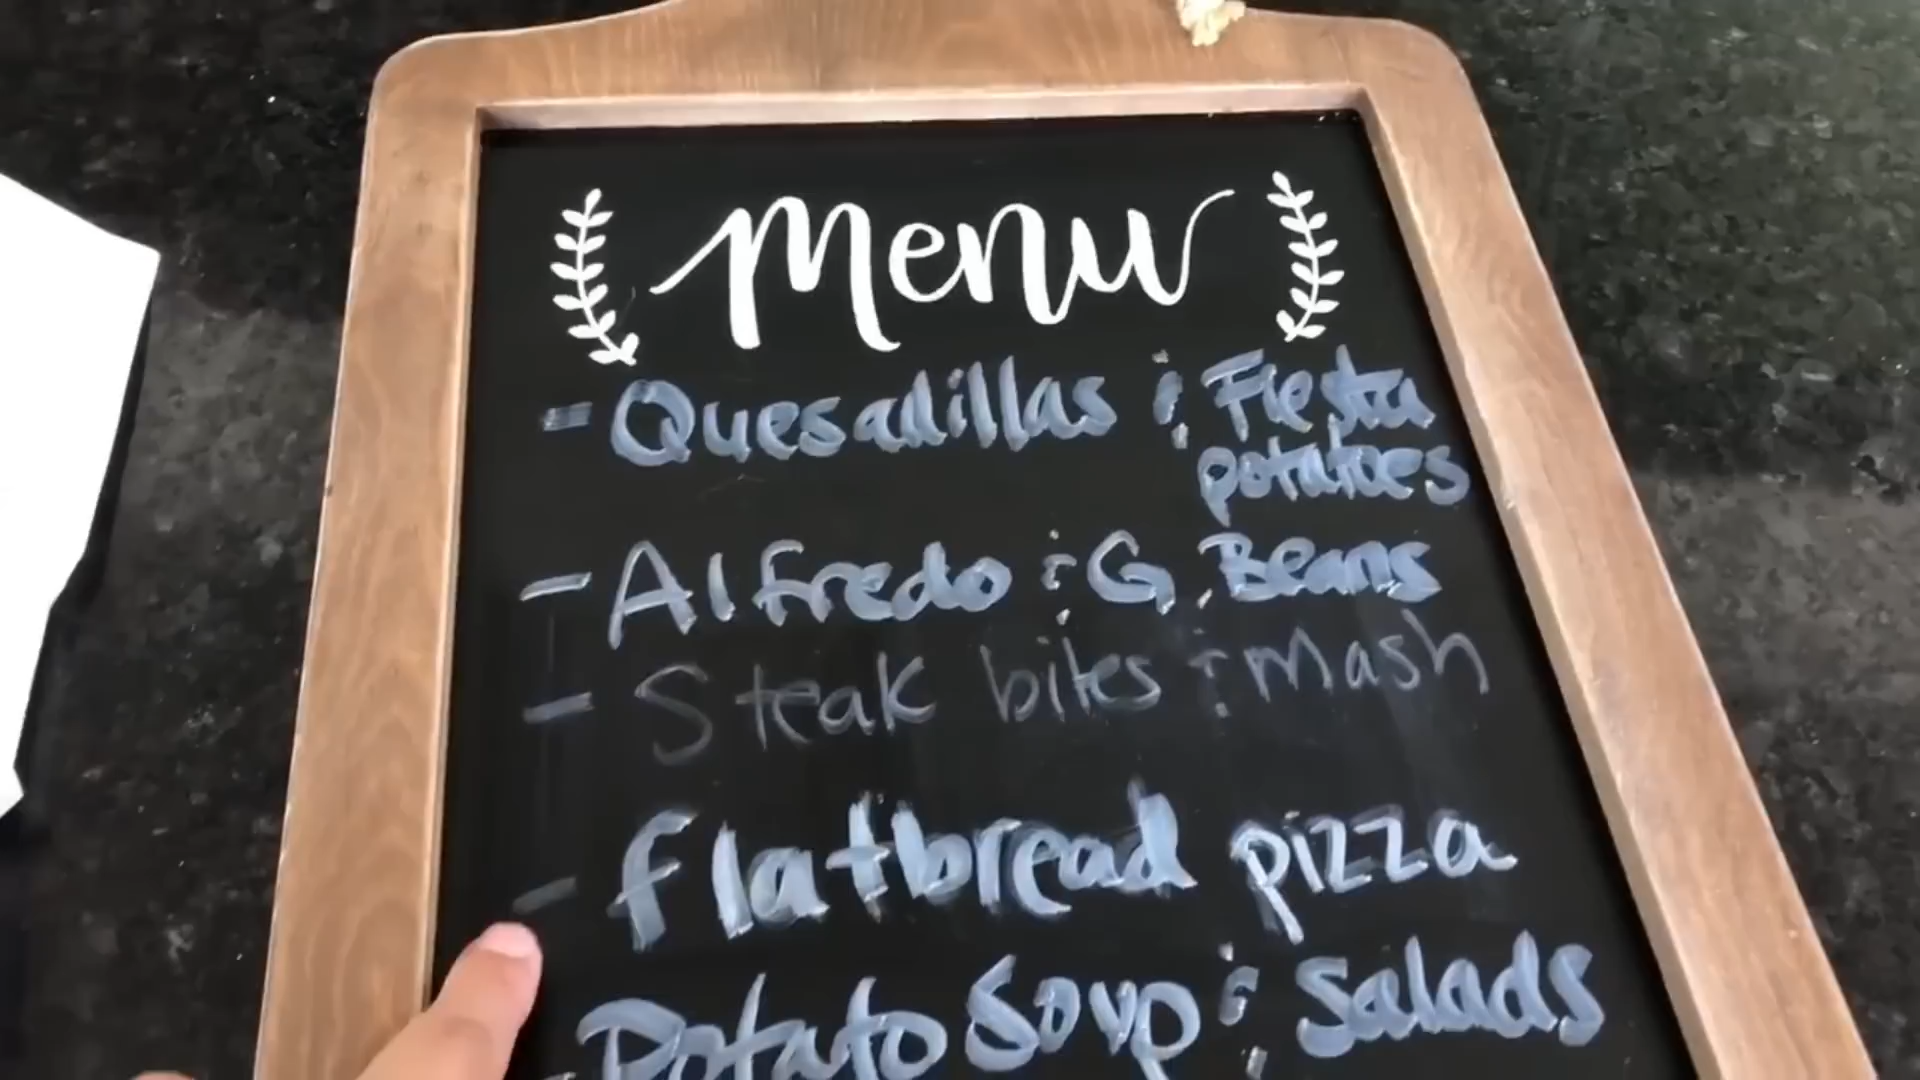 Menu
- Quesadillas & Fiesta
potatoes
- Alfredo & G. Beans
- Steak bites & Mash
- flatbread pizza
- Potato Soup & Salads